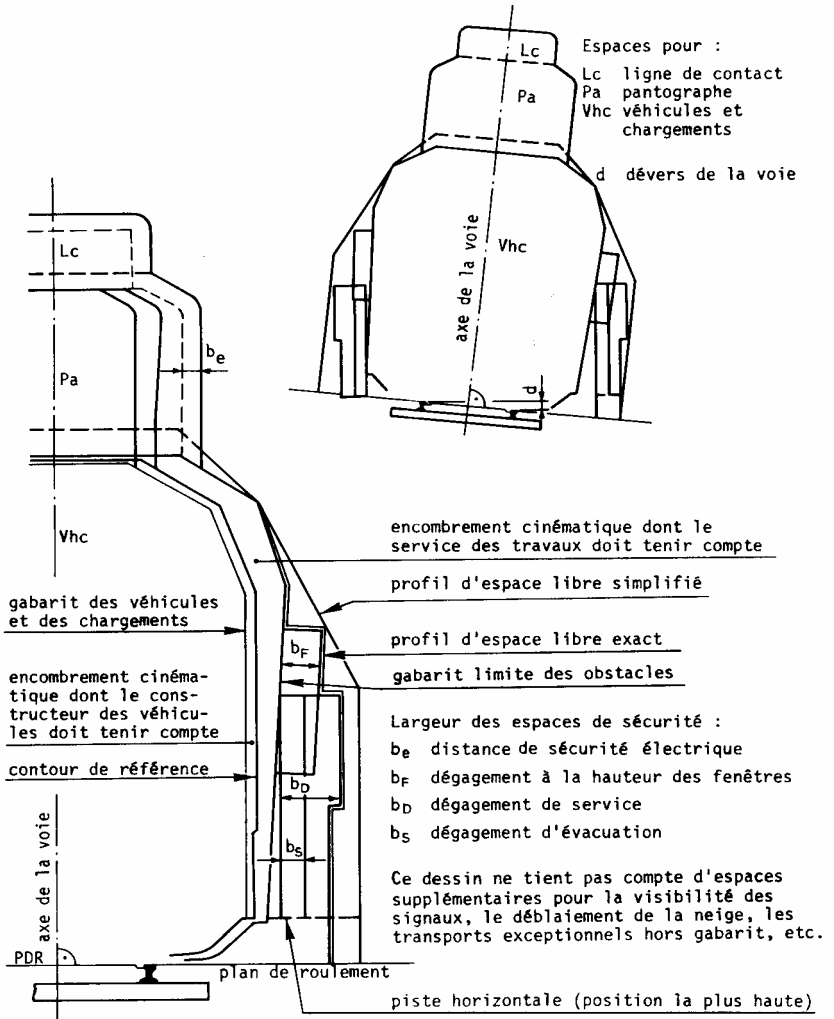 Lc
Pa
Espaces pour :
Lc ligne de contact
Pa pantographe
Vhc véhicules et
chargements
d dévers de la voie
Vhc
axe de la voie
d
Lc
be
Pa
Vhc
encombrement cinématique dont le
service des travaux doit tenir compte
profil d'espace libre simplifié
gabarit des véhicules
et des chargements
profil d'espace libre exact
bF
gabarit limite des obstacles
encombrement cinéma-
tique dont le cons-
tructeur des véhicu-
les doit tenir compte
contour de référence
Largeur des espaces de sécurité :
be distance de sécurité électrique
bF dégagement à la hauteur des fenêtres
bD dégagement de service
bs dégagement d'évacuation
bD
bs
axe de la voie
Ce dessin ne tient pas compte d'espaces
supplémentaires pour la visibilité des
signaux, le déblaiement de la neige, les
transports exceptionnels hors gabarit, etc.
PDR
plan de roulement
piste horizontale (position la plus haute)